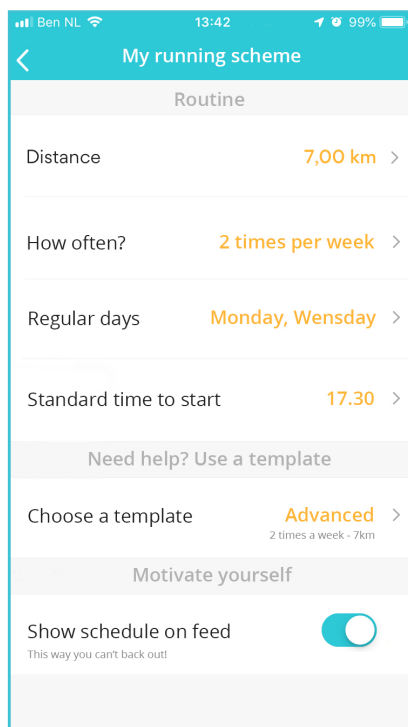 Ben NL 13:42 99%
My running scheme
Routine
Distance 7,00 km
How often? 2 times per week
Regular days Monday, Wensday
Standard time to start 17.30
Need help? Use a template
Choose a template Advanced
2 times a week - 7km
Motivate yourself
Show schedule on feed
This way you can't back out!